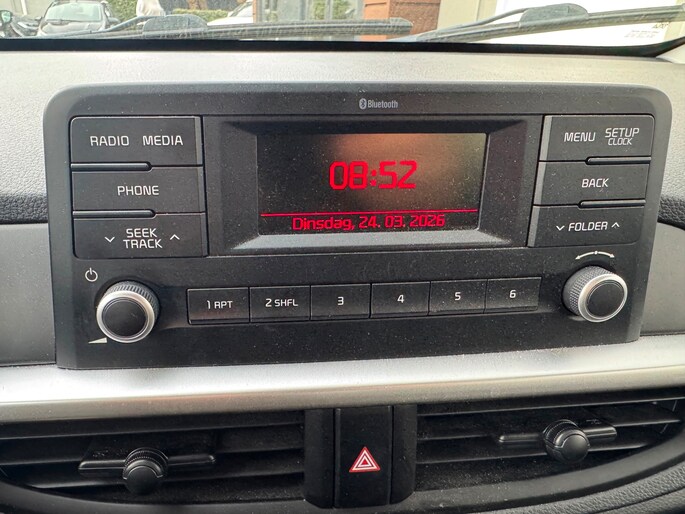 Bluetooth
RADIO MEDIA
PHONE
SEEK
TRACK
08:52
Dinsdag, 24. 03. 2026
MENU
SETUP
CLOCK
BACK
FOLDER
1 RPT
2 SHFL
3
4
5
6